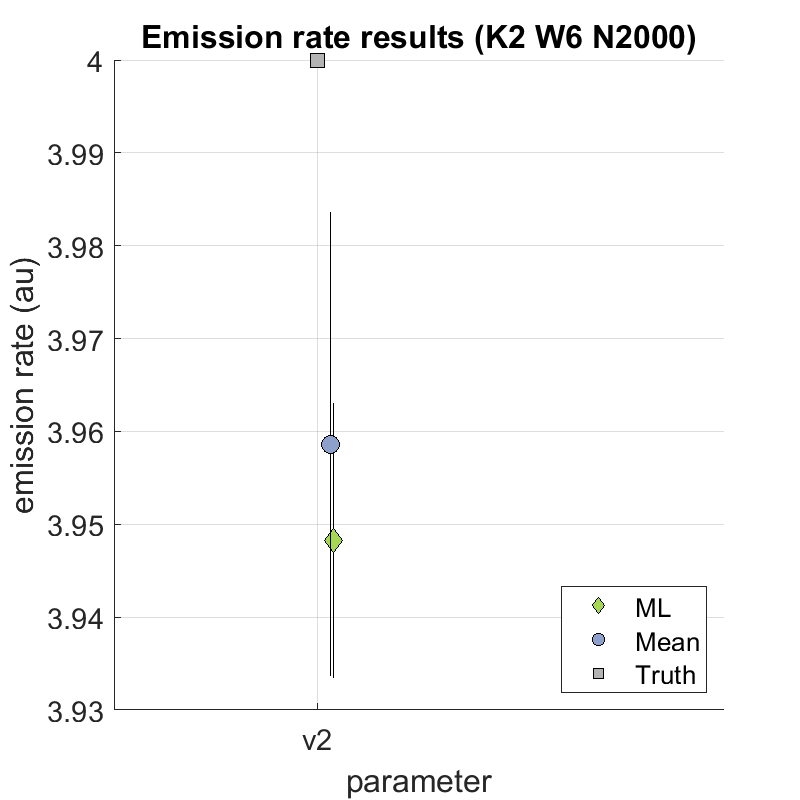 Emission rate results (K2 W6 N2000)
4
3.99
3.98
3.97
3.96
3.95
3.94
3.93
emission rate (au)
ML
Mean
Truth
v2
parameter